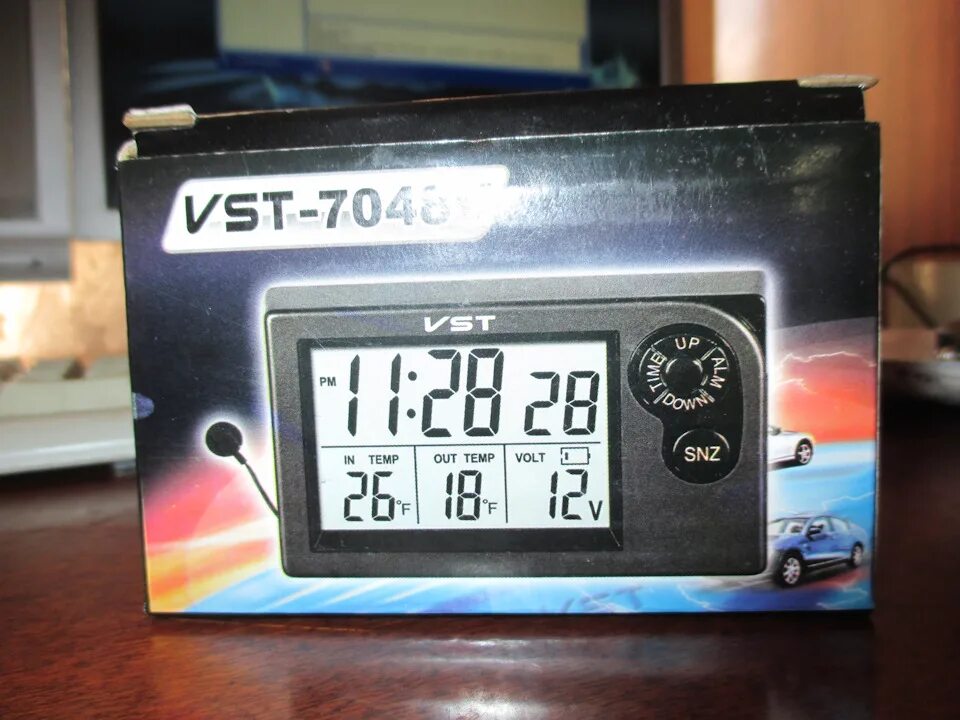 VST-7048
VST
PM 11:28 28
IN TEMP OUT TEMP VOLT
26°F 18°F 12V
UP
TIME ALM
DOWN
SNZ
VST